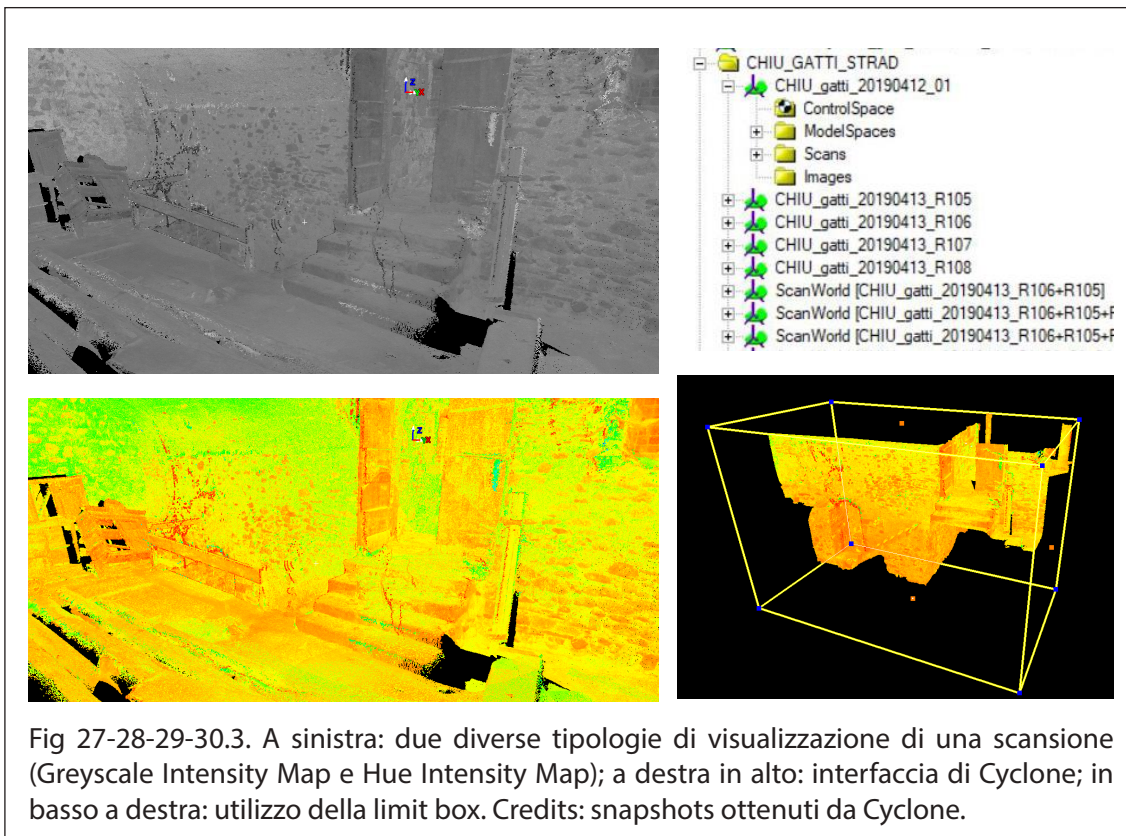 CHIU_GATTI_STRAD
CHIU_gatti_20190412_01
ControlSpace
ModelSpaces
Scans
Images
CHIU_gatti_20190413_R105
CHIU_gatti_20190413_R106
CHIU_gatti_20190413_R107
CHIU_gatti_20190413_R108
ScanWorld [CHIU_gatti_20190413_R106+R105]
ScanWorld [CHIU_gatti_20190413_R106+R105+F
ScanWorld [CHIU_gatti_20190413_R106+R105+F
Z
X
Z
X
Fig 27-28-29-30.3. A sinistra: due diverse tipologie di visualizzazione di una scansione
(Greyscale Intensity Map e Hue Intensity Map); a destra in alto: interfaccia di Cyclone; in
basso a destra: utilizzo della limit box. Credits: snapshots ottenuti da Cyclone.